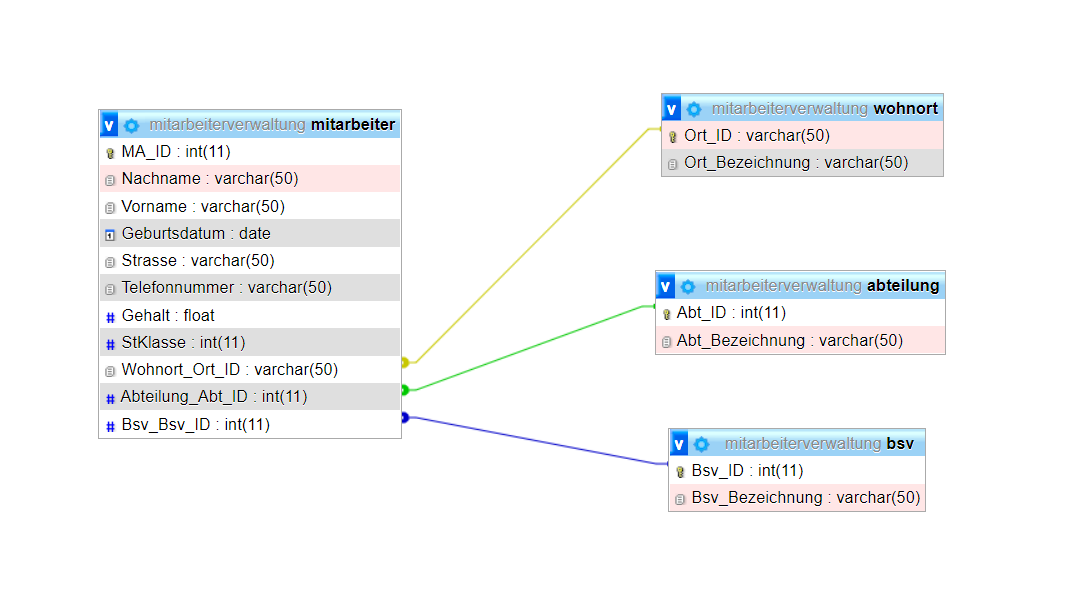 v mitarbeiterverwaltung mitarbeiter
MA_ID : int(11)
Nachname : varchar(50)
Vorname : varchar(50)
Geburtsdatum : date
Strasse : varchar(50)
Telefonnummer : varchar(50)
# Gehalt : float
# StKlasse : int(11)
Wohnort_Ort_ID : varchar(50)
# Abteilung_Abt_ID : int(11)
# Bsv_Bsv_ID : int(11)
v mitarbeiterverwaltung wohnort
Ort_ID : varchar(50)
Ort_Bezeichnung : varchar(50)
v mitarbeiterverwaltung abteilung
Abt_ID : int(11)
Abt_Bezeichnung : varchar(50)
v mitarbeiterverwaltung bsv
Bsv_ID : int(11)
Bsv_Bezeichnung : varchar(50)